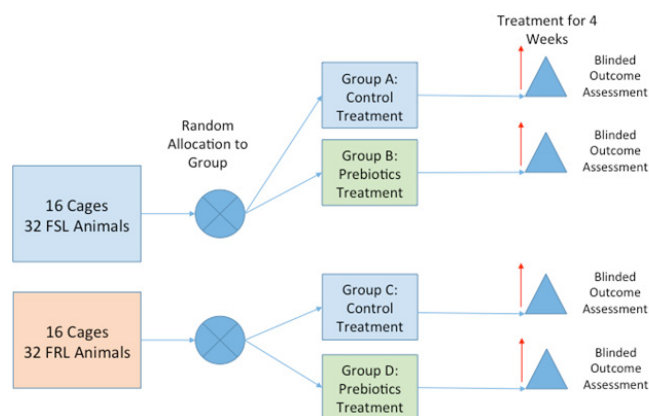 Treatment for 4
Weeks
Blinded
Outcome
Assessment
Group A:
Control
Treatment
Random
Allocation to
Group
Blinded
Outcome
Assessment
Group B:
Prebiotics
Treatment
16 Cages
32 FSL Animals
Blinded
Outcome
Assessment
Group C:
Control
Treatment
16 Cages
32 FRL Animals
Blinded
Outcome
Assessment
Group D:
Prebiotics
Treatment